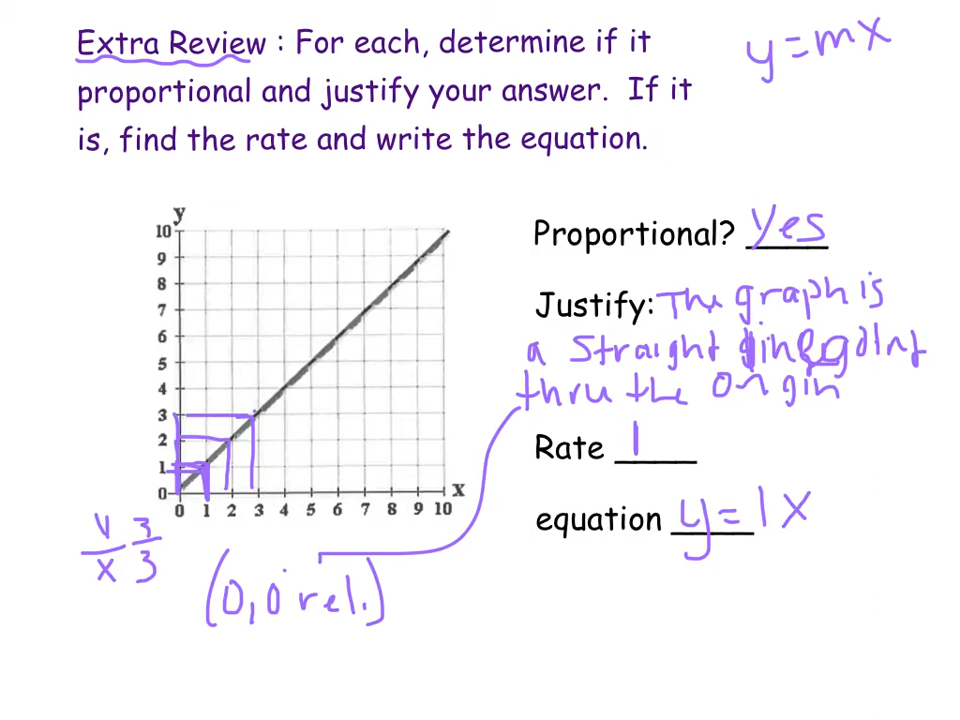 Extra Review : For each, determine if it
proportional and justify your answer. If it
is, find the rate and write the equation.
y=mx
y
10
9
8
7
6
5
4
3
2
1
0
0 1 2 3 4 5 6 7 8 9 10
x
y/x 3/3
(0,0 rel.)
Proportional? yes
Justify: The graph is
a straight line
thru the origin
Rate 1
equation y=1x